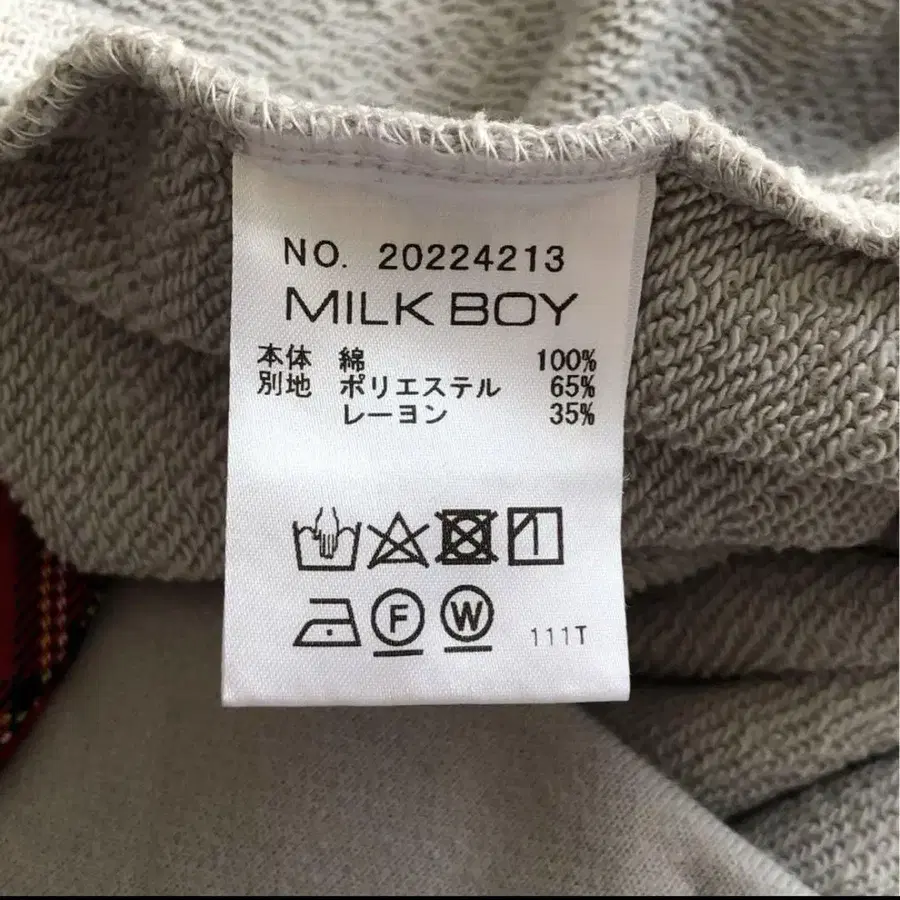 NO. 20224213
MILK BOY
本体 綿 100%
別地 ポリエステル 65%
レーヨン 35%
F W 111T